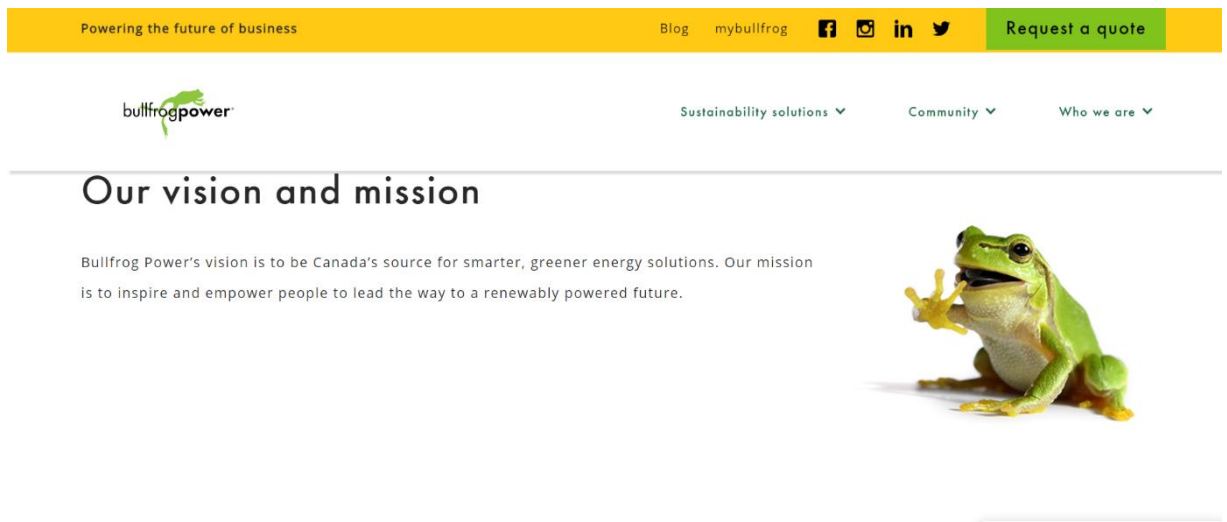 Powering the future of business
Blog mybullfrog Request a quote
bullfrogpower
Sustainability solutions Community Who we are
Our vision and mission
Bullfrog Power’s vision is to be Canada’s source for smarter, greener energy solutions. Our mission
is to inspire and empower people to lead the way to a renewably powered future.